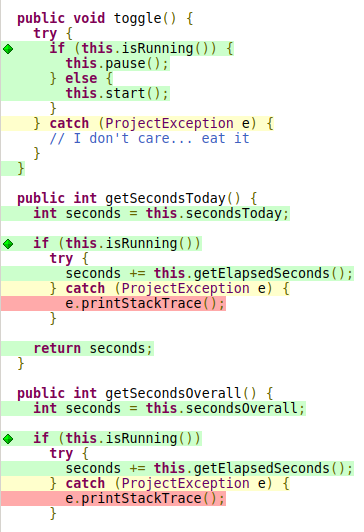 public void toggle() {
try {
if (this.isRunning()) {
this.pause();
} else {
this.start();
}
} catch (ProjectException e) {
// I don't care... eat it
}
}
public int getSecondsToday() {
int seconds = this.secondsToday;
if (this.isRunning())
try {
seconds += this.getElapsedSeconds();
} catch (ProjectException e) {
e.printStackTrace();
}
return seconds;
}
public int getSecondsOverall() {
int seconds = this.secondsOverall;
if (this.isRunning())
try {
seconds += this.getElapsedSeconds();
} catch (ProjectException e) {
e.printStackTrace();
}